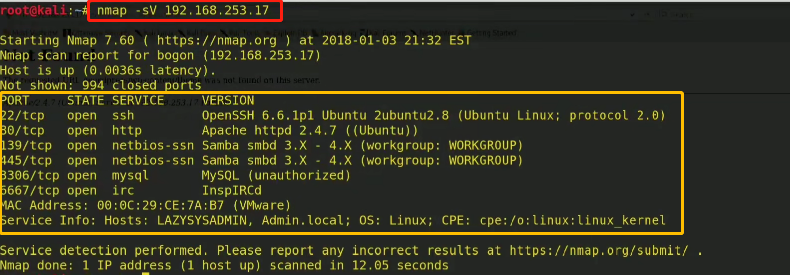 root@kali:~# nmap -sV 192.168.253.17
Starting Nmap 7.60 ( https://nmap.org ) at 2018-01-03 21:32 EST
Nmap scan report for bogon (192.168.253.17)
Host is up (0.0036s latency).
Not shown: 994 closed ports
PORT STATE SERVICE VERSION
22/tcp open ssh OpenSSH 6.6.1p1 Ubuntu 2ubuntu2.8 (Ubuntu Linux; protocol 2.0)
80/tcp open http Apache httpd 2.4.7 ((Ubuntu))
139/tcp open netbios-ssn Samba smbd 3.X - 4.X (workgroup: WORKGROUP)
445/tcp open netbios-ssn Samba smbd 3.X - 4.X (workgroup: WORKGROUP)
3306/tcp open mysql MySQL (unauthorized)
6667/tcp open irc InspIRCd
MAC Address: 00:0C:29:CE:7A:B7 (VMware)
Service Info: Hosts: LAZYSYSADMIN, Admin.local; OS: Linux; CPE: cpe:/o:linux:linux_kernel
Service detection performed. Please report any incorrect results at https://nmap.org/submit/ .
Nmap done: 1 IP address (1 host up) scanned in 12.05 seconds